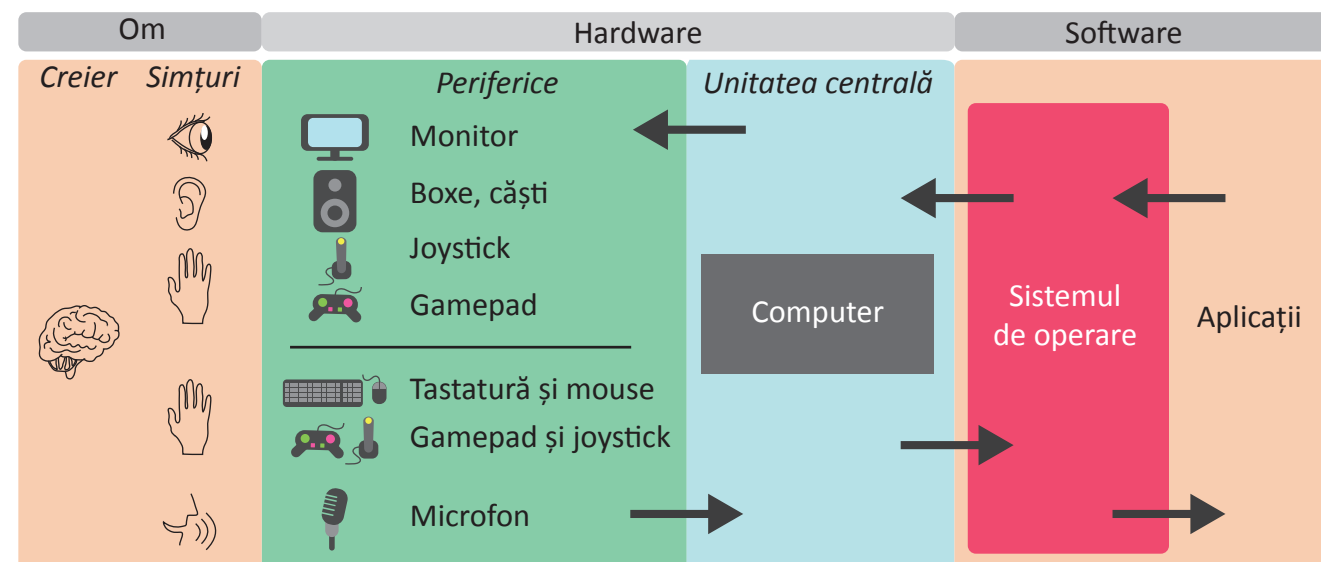 Om
Hardware
Software
Creier
Simțuri
Periferice
Unitatea centrală
Monitor
Boxe, căști
Joystick
Gamepad
Tastatură și mouse
Gamepad și joystick
Microfon
Computer
Sistemul
de operare
Aplicații